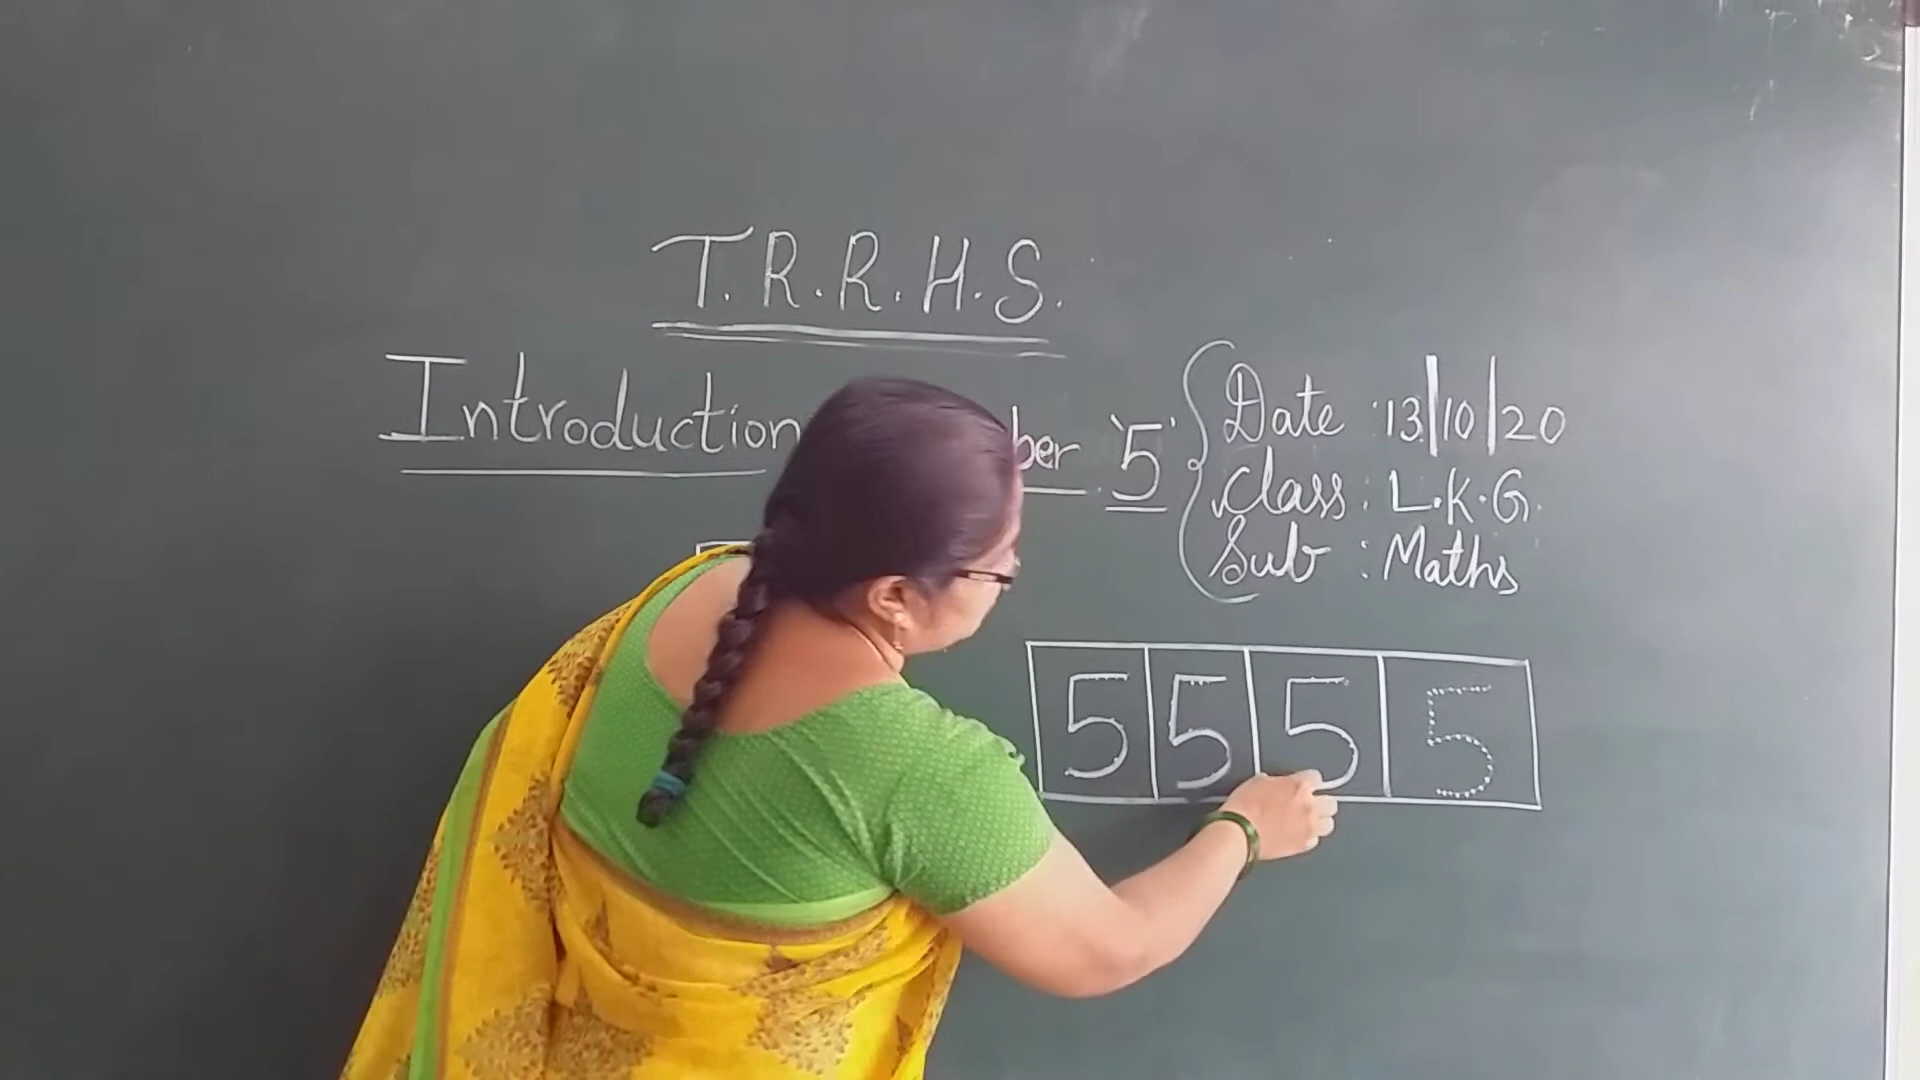 T.R.R.H.S.
Introduction ber '5'
Date : 13/10/20
Class : L.K.G.
Sub : Maths
5 5 5 5